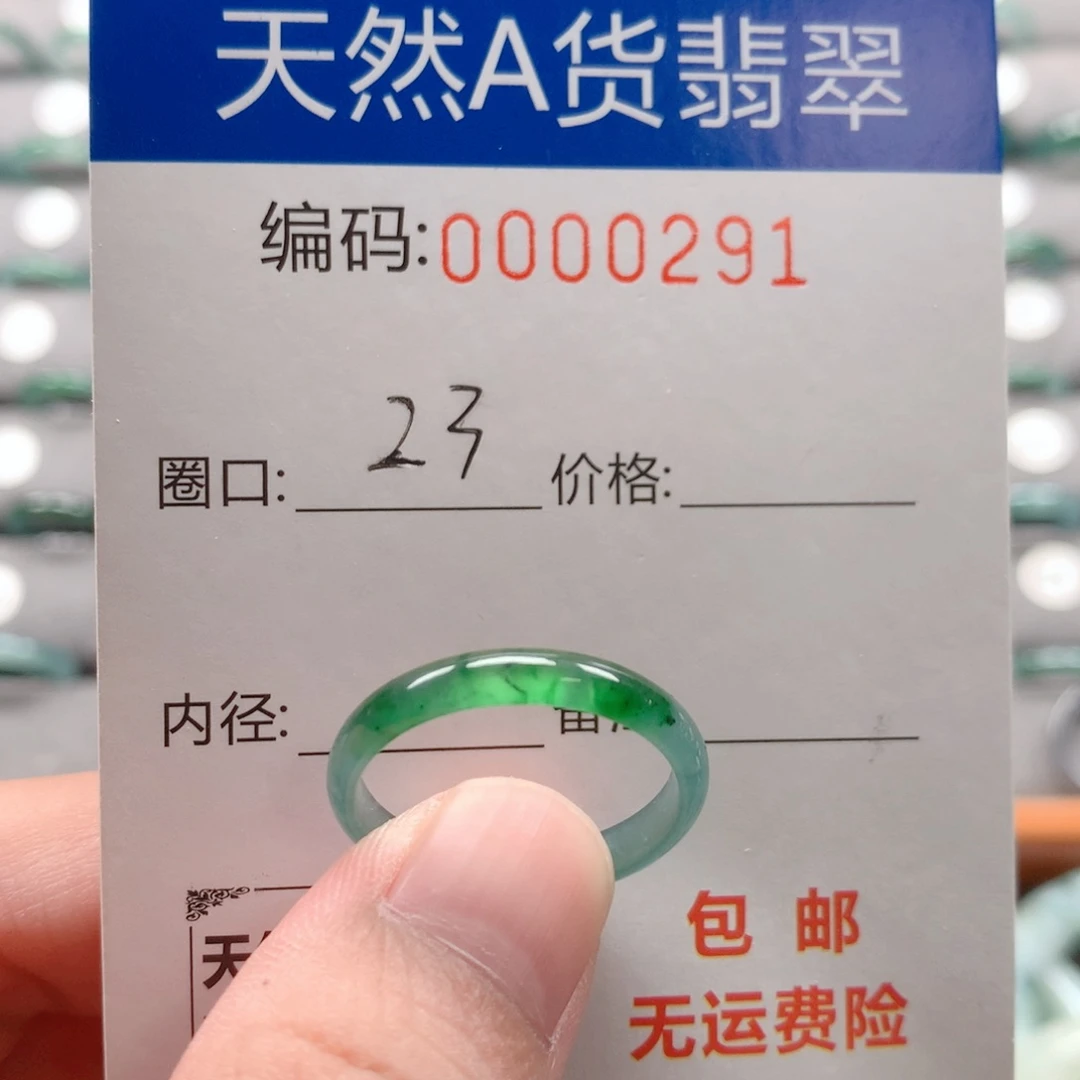 天然A货翡翠
编码:0000291
圈口: 23 价格:
内径:
包邮
无运费险